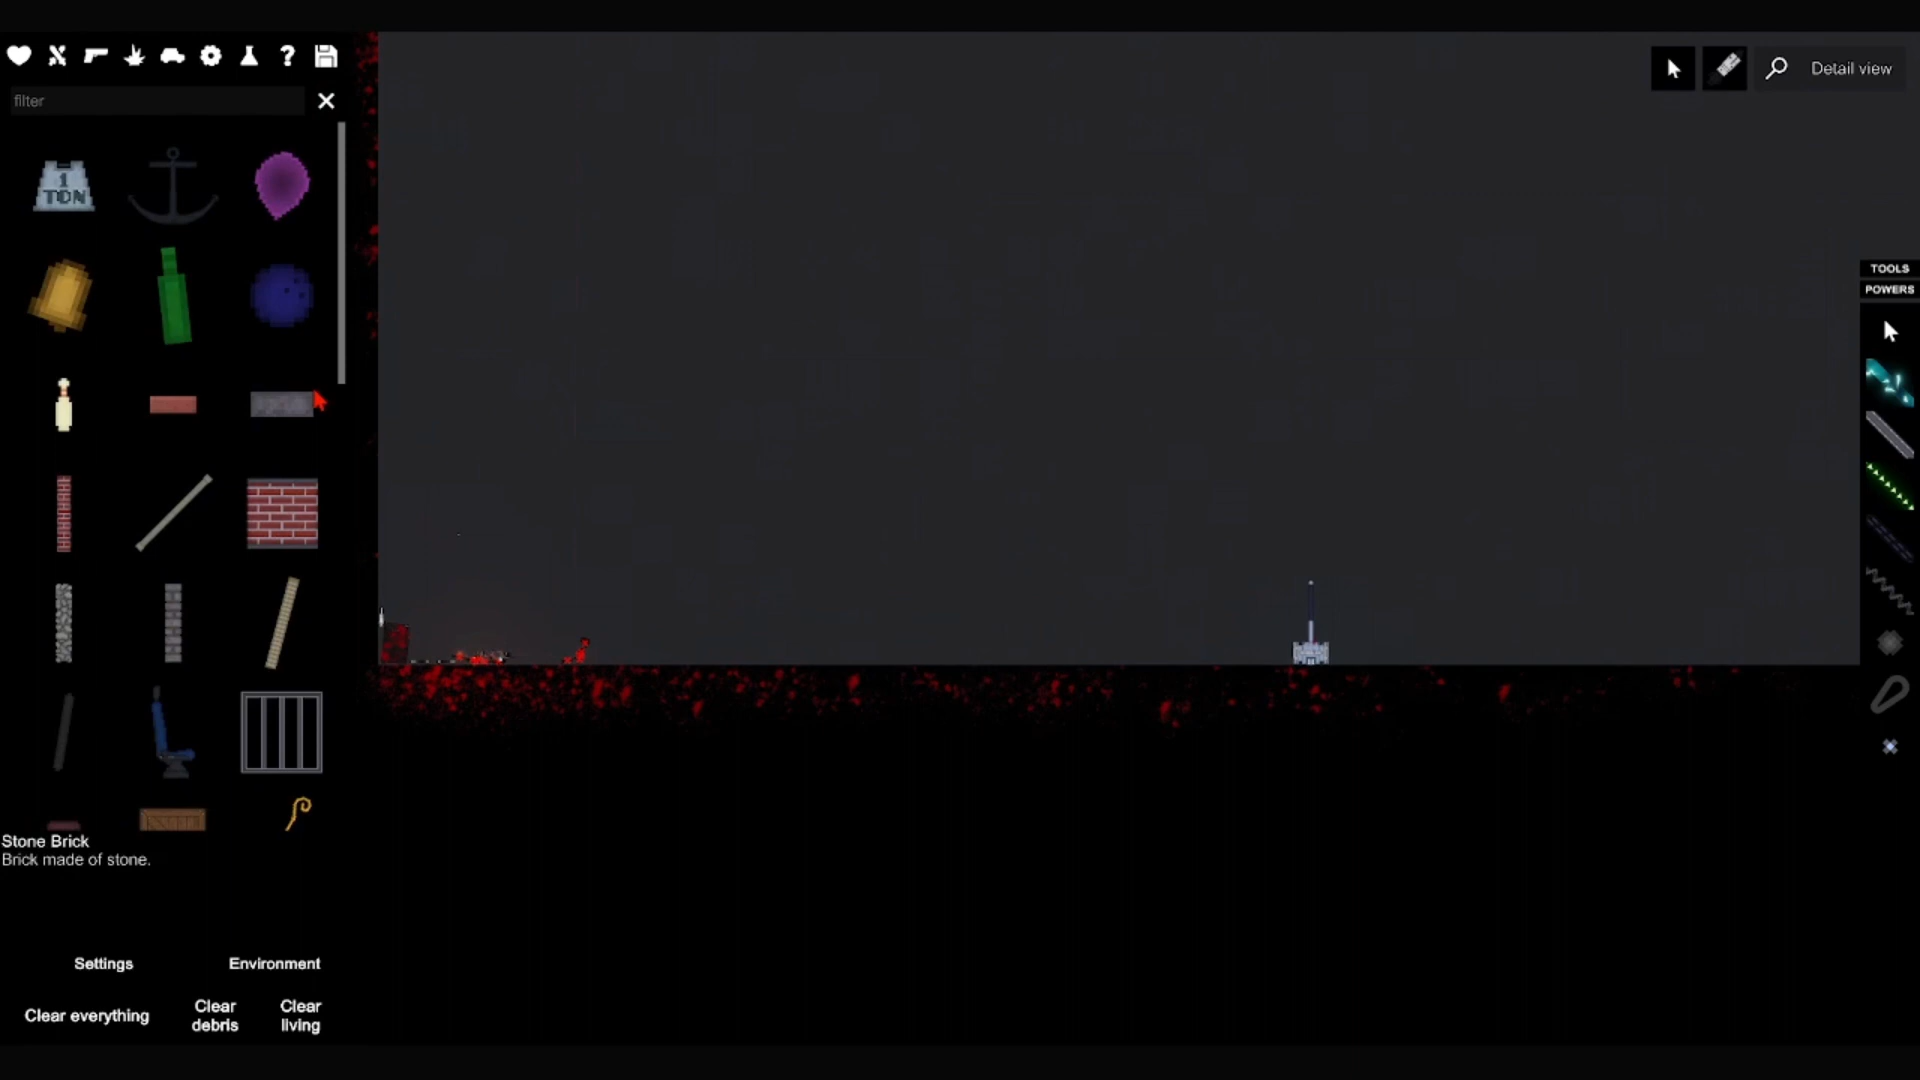 ?
filter
Detail view
1
TON
TOOLS
POWERS
Stone Brick
Brick made of stone.
Settings
Environment
Clear everything
Clear
debris
Clear
living